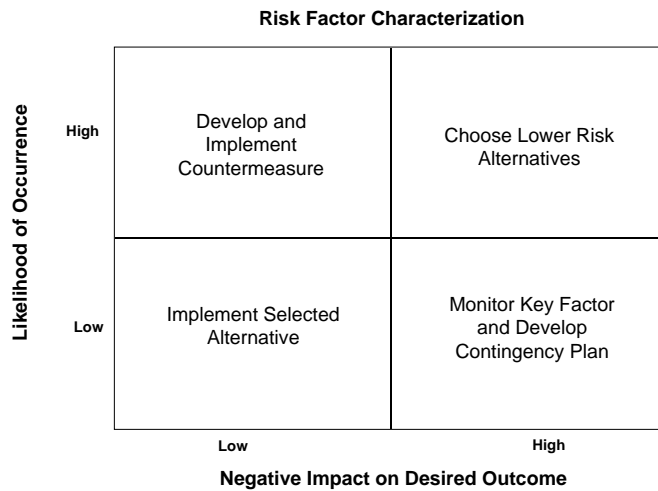 Risk Factor Characterization
Likelihood of Occurrence
High
Develop and
Implement
Countermeasure
Choose Lower Risk
Alternatives
Low
Implement Selected
Alternative
Monitor Key Factor
and Develop
Contingency Plan
Low
High
Negative Impact on Desired Outcome